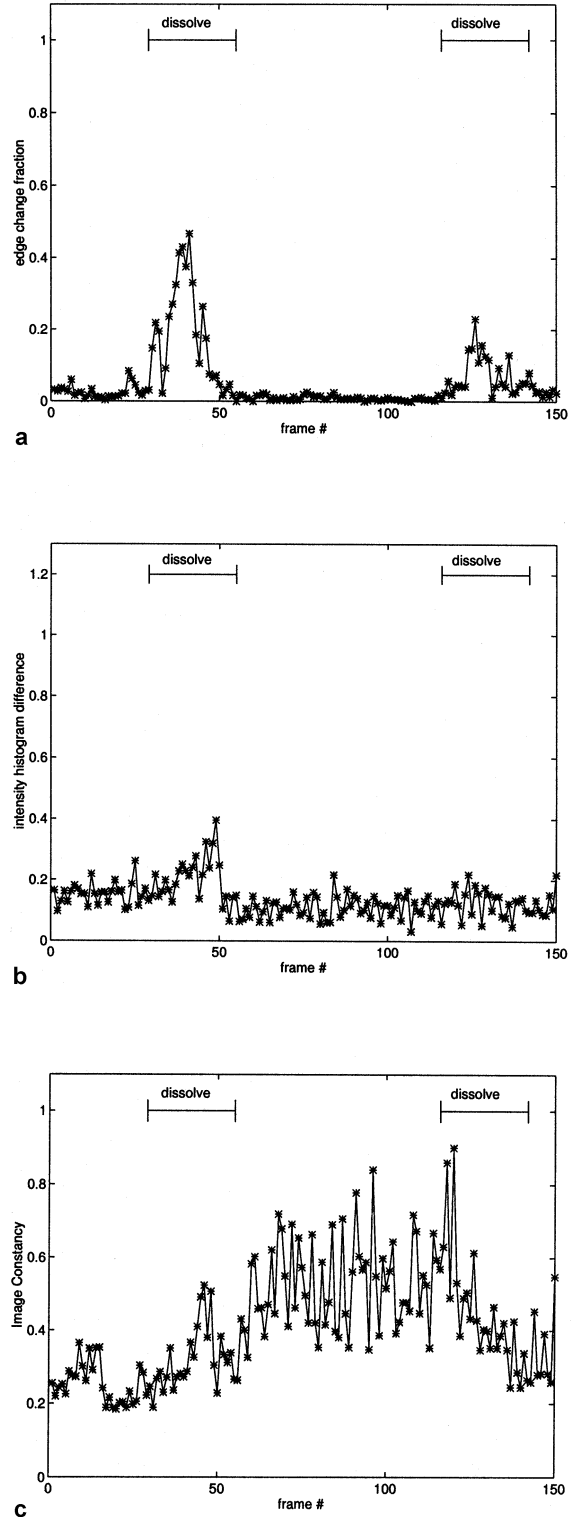 dissolve dissolve
1
0.8
0.6
0.4
0.2
0
edge change fraction
0 50 100 150
frame #
a
dissolve dissolve
1.2
1
0.8
0.6
0.4
0.2
0
intensity histogram difference
0 50 100 150
frame #
b
dissolve dissolve
1
0.8
0.6
0.4
0.2
0
Image Constancy
0 50 100 150
frame #
c